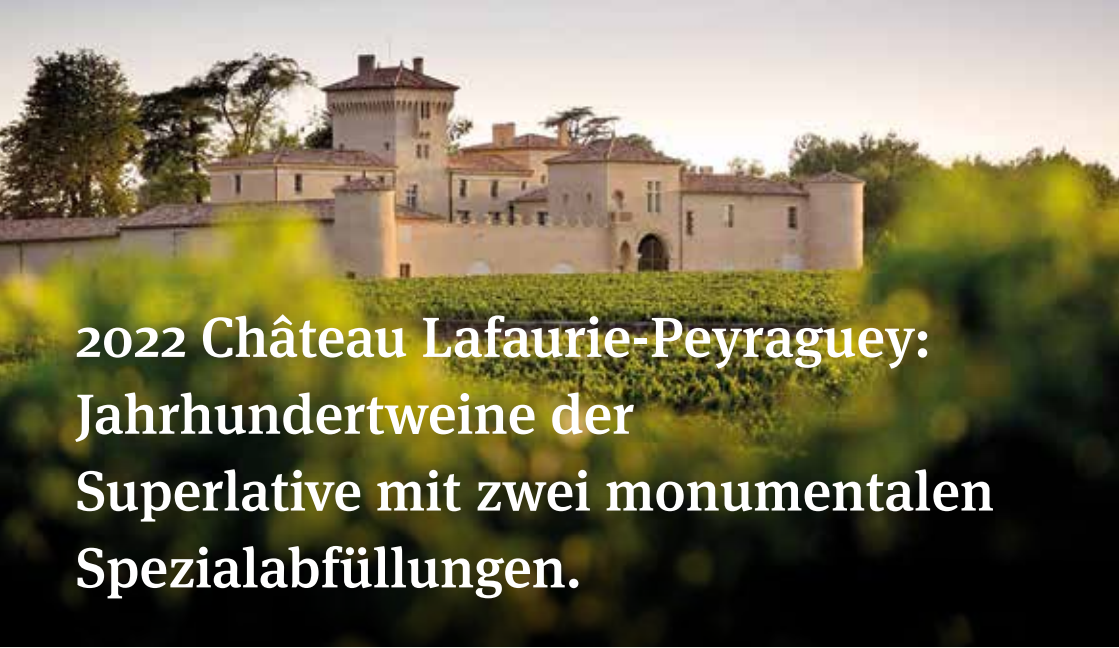 2022 Château Lafaurie-Peyraguey:
Jahrhundertweine der
Superlative mit zwei monumentalen
Spezialabfüllungen.